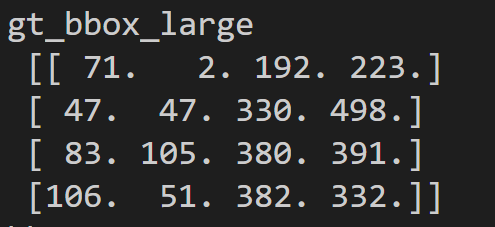 gt_bbox_large
[[ 71.   2. 192. 223.]
[ 47.  47. 330. 498.]
[ 83. 105. 380. 391.]
[106.  51. 382. 332.]]